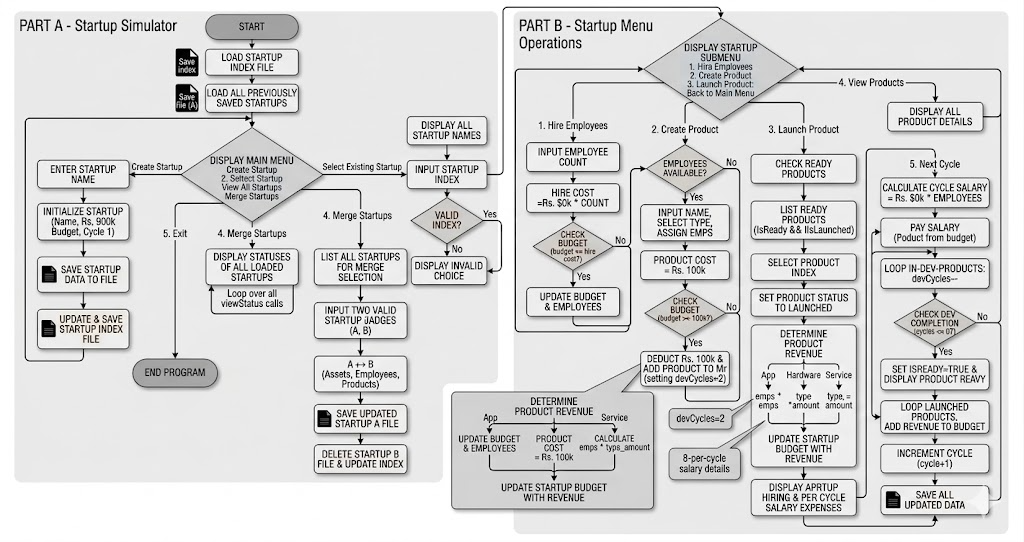 PART A - Startup Simulator
START
Save
index
LOAD STARTUP
INDEX FILE
Save
file (A)
LOAD ALL PREVIOUSLY
SAVED STARTUPS
DISPLAY MAIN MENU
Create Startup
2. Seltect Startup
View All Startups
Merge Startups
Create Startup
ENTER STARTUP
NAME
INITIALIZE STARTUP
(Name, Rs. 900k
Budget, Cycle 1)
SAVE STARTUP
DATA TO FILE
UPDATE & SAVE
STARTUP INDEX
FILE
5. Exit
END PROGRAM
4. Merge Startups
DISPLAY STATUSES
OF ALL LOADED
STARTUPS
Loop over all
viewStatus calls
4. Merge Startups
LIST ALL STARTUPS
FOR MERGE
SELECTION
INPUT TWO VALID
STARTUP IJADGES
(A, B)
A ↔ B
(Assets, Employees,
Products)
SAVE UPDATED
STARTUP A FILE
DELETE STARTUP B
FILE & UPDATE INDEX
Select Existing Startup
DISPLAY ALL
STARTUP NAMES
INPUT STARTUP
INDEX
VALID
INDEX?
Yes
No
DISPLAY INVALID
CHOICE
PART B - Startup Menu
Operations
DISPLAY STARTUP
SUBMENU
1. Hira Employees
2. Create Product
3. Launch Product:
Back to Main Menu
1. Hire Employees
INPUT EMPLOYEE
COUNT
HIRE COST
=Rs. $0k * COUNT
CHECK
BUDGET
(budget <= hire
cost?)
No
Yes
UPDATE BUDGET
& EMPLOYEES
2. Create Product
EMPLOYEES
AVAILABLE?
No
Yes
INPUT NAME,
SELECT TYPE,
ASSIGN EMPS
PRODUCT COST
= Rs. 100k
CHECK
BUDGET
(budget >= 100k?)
No
Yes
DEDUCT Rs. 100k &
ADD PRODUCT TO Mr
(setting devCycles=2)
3. Launch Product
CHECK READY
PRODUCTS
LIST READY
PRODUCTS
(IsReady && IIsLaunched)
SELECT PRODUCT
INDEX
SET PRODUCT STATUS
TO LAUNCHED
DETERMINE
PRODUCT
REVENUE
App
Hardware
Service
emps *
emps
type
*amount
type, =
amount
UPDATE STARTUP
BUDGET WITH
REVENUE
DISPLAY APRTUP
HIRING & PER CYCLE
SALARY EXPENSES
devCycles=2
8-per-cycle
salary details
4. View Products
DISPLAY ALL
PRODUCT DETAILS
5. Next Cycle
CALCULATE CYCLE SALARY
= Rs. $0k * EMPLOYEES
PAY SALARY
(Poduct from budget)
LOOP IN-DEV-PRODUCTS:
devCycles--
CHECK DEV
COMPLETION
(cycles <= 07)
No
Yes
SET ISREADY=TRUE &
DISPLAY PRODUCT REAVY
LOOP LAUNCHED
PRODUCTS,
ADD REVENUE TO BUDGET
INCREMENT CYCLE
(cycle+1)
SAVE ALL
UPDATED DATA
DETERMINE
PRODUCT REVENUE
App
Service
UPDATE BUDGET
& EMPLOYEES
PRODUCT
COST
= Rs. 100k
CALCULATE
emps * typs_amount
UPDATE STARTUP BUDGET
WITH REVENUE